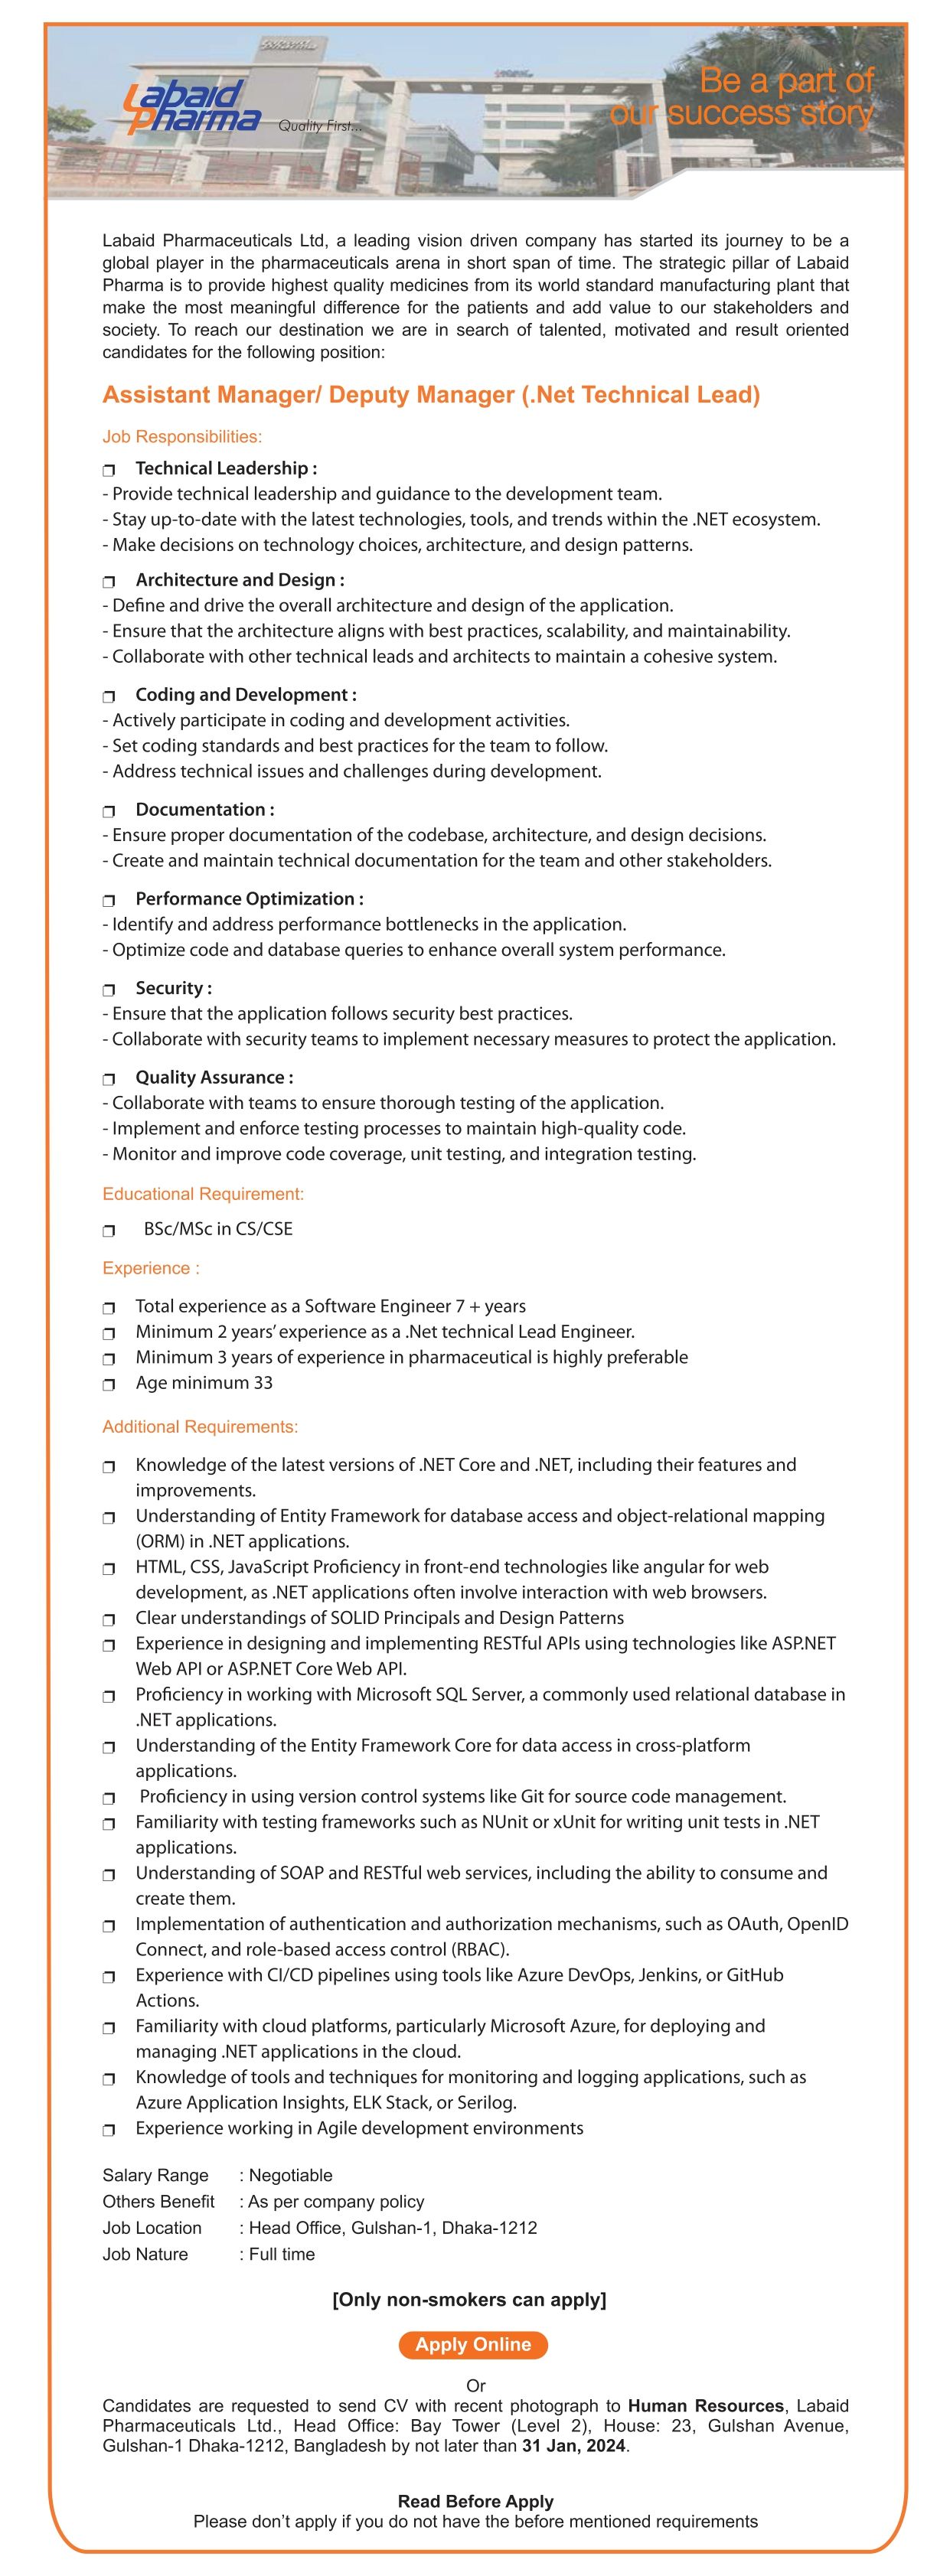 Labaid
Pharma
Quality First...
Be a part of
our success story
Labaid Pharmaceuticals Ltd, a leading vision driven company has started its journey to be a
global player in the pharmaceuticals arena in short span of time. The strategic pillar of Labaid
Pharma is to provide highest quality medicines from its world standard manufacturing plant that
make the most meaningful difference for the patients and add value to our stakeholders and
society. To reach our destination we are in search of talented, motivated and result oriented
candidates for the following position:
Assistant Manager/ Deputy Manager (.Net Technical Lead)
Job Responsibilities:
❒ Technical Leadership :
- Provide technical leadership and guidance to the development team.
- Stay up-to-date with the latest technologies, tools, and trends within the .NET ecosystem.
- Make decisions on technology choices, architecture, and design patterns.
❒ Architecture and Design :
- Define and drive the overall architecture and design of the application.
- Ensure that the architecture aligns with best practices, scalability, and maintainability.
- Collaborate with other technical leads and architects to maintain a cohesive system.
❒ Coding and Development :
- Actively participate in coding and development activities.
- Set coding standards and best practices for the team to follow.
- Address technical issues and challenges during development.
❒ Documentation :
- Ensure proper documentation of the codebase, architecture, and design decisions.
- Create and maintain technical documentation for the team and other stakeholders.
❒ Performance Optimization :
- Identify and address performance bottlenecks in the application.
- Optimize code and database queries to enhance overall system performance.
❒ Security :
- Ensure that the application follows security best practices.
- Collaborate with security teams to implement necessary measures to protect the application.
❒ Quality Assurance :
- Collaborate with teams to ensure thorough testing of the application.
- Implement and enforce testing processes to maintain high-quality code.
- Monitor and improve code coverage, unit testing, and integration testing.
Educational Requirement:
❒ BSc/MSc in CS/CSE
Experience :
❒ Total experience as a Software Engineer 7 + years
❒ Minimum 2 years’ experience as a .Net technical Lead Engineer.
❒ Minimum 3 years of experience in pharmaceutical is highly preferable
❒ Age minimum 33
Additional Requirements:
❒ Knowledge of the latest versions of .NET Core and .NET, including their features and
improvements.
❒ Understanding of Entity Framework for database access and object-relational mapping
(ORM) in .NET applications.
❒ HTML, CSS, JavaScript Proficiency in front-end technologies like angular for web
development, as .NET applications often involve interaction with web browsers.
❒ Clear understandings of SOLID Principals and Design Patterns
❒ Experience in designing and implementing RESTful APIs using technologies like ASP.NET
Web API or ASP.NET Core Web API.
❒ Proficiency in working with Microsoft SQL Server, a commonly used relational database in
.NET applications.
❒ Understanding of the Entity Framework Core for data access in cross-platform
applications.
❒ Proficiency in using version control systems like Git for source code management.
❒ Familiarity with testing frameworks such as NUnit or xUnit for writing unit tests in .NET
applications.
❒ Understanding of SOAP and RESTful web services, including the ability to consume and
create them.
❒ Implementation of authentication and authorization mechanisms, such as OAuth, OpenID
Connect, and role-based access control (RBAC).
❒ Experience with CI/CD pipelines using tools like Azure DevOps, Jenkins, or GitHub
Actions.
❒ Familiarity with cloud platforms, particularly Microsoft Azure, for deploying and
managing .NET applications in the cloud.
❒ Knowledge of tools and techniques for monitoring and logging applications, such as
Azure Application Insights, ELK Stack, or Serilog.
❒ Experience working in Agile development environments
Salary Range : Negotiable
Others Benefit : As per company policy
Job Location : Head Office, Gulshan-1, Dhaka-1212
Job Nature : Full time
[Only non-smokers can apply]
Apply Online
Or
Candidates are requested to send CV with recent photograph to Human Resources, Labaid
Pharmaceuticals Ltd., Head Office: Bay Tower (Level 2), House: 23, Gulshan Avenue,
Gulshan-1 Dhaka-1212, Bangladesh by not later than 31 Jan, 2024.
Read Before Apply
Please don’t apply if you do not have the before mentioned requirements